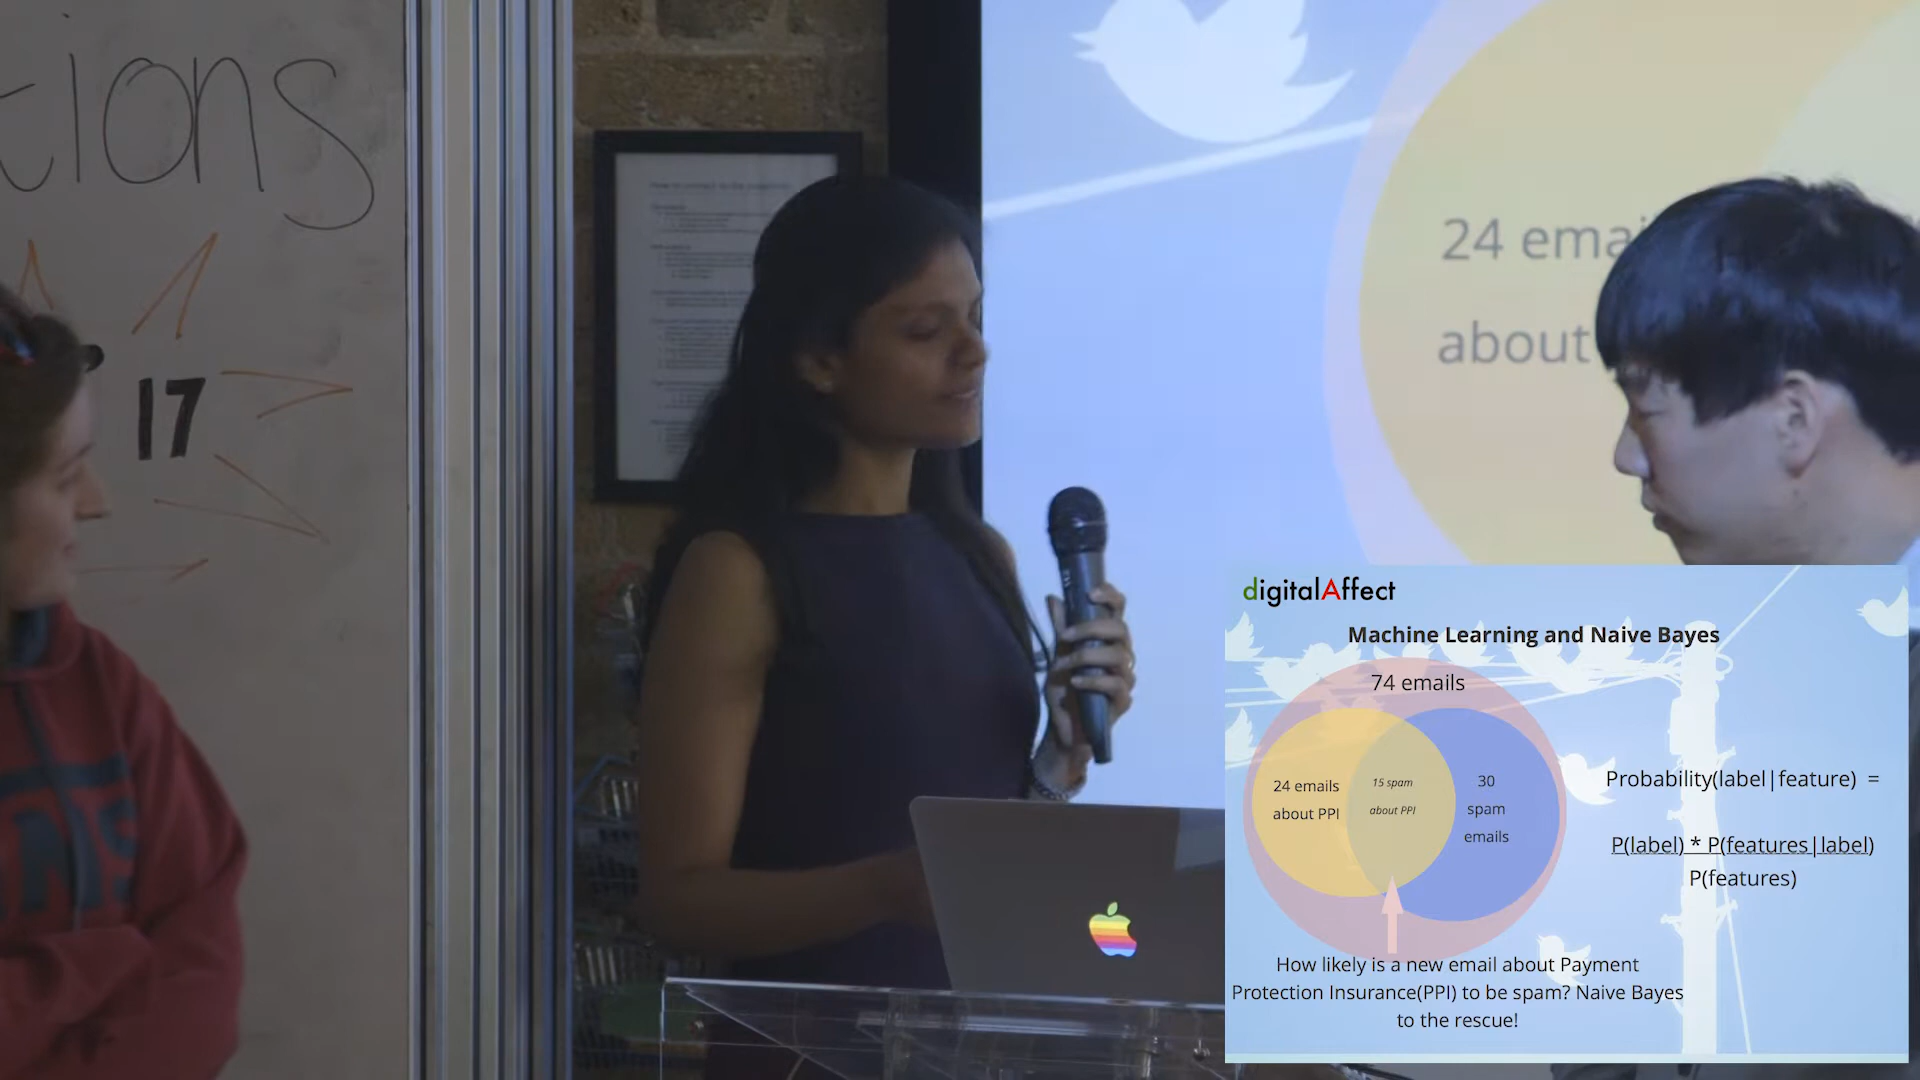 tions
17
24 emai
about
digitalAffect
Machine Learning and Naive Bayes
74 emails
24 emails
about PPI
15 spam
about PPI
30
spam
emails
Probability(label|feature) =
P(label) * P(features|label)
P(features)
How likely is a new email about Payment
Protection Insurance(PPI) to be spam? Naive Bayes
to the rescue!